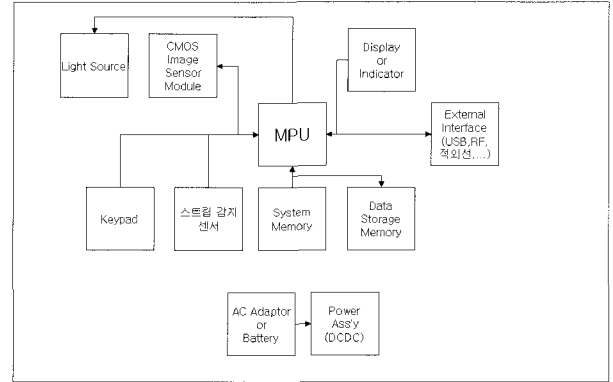 Light Source
CMOS
Image
Sensor
Module
Display
or
Indicator
MPU
External
Interface
(USB,RF,
적외선,....)
Keypad
스트립 감지
센서
System
Memory
Data
Storage
Memory
AC Adaptor
or
Battery
Power
Ass'y
(DCDC)